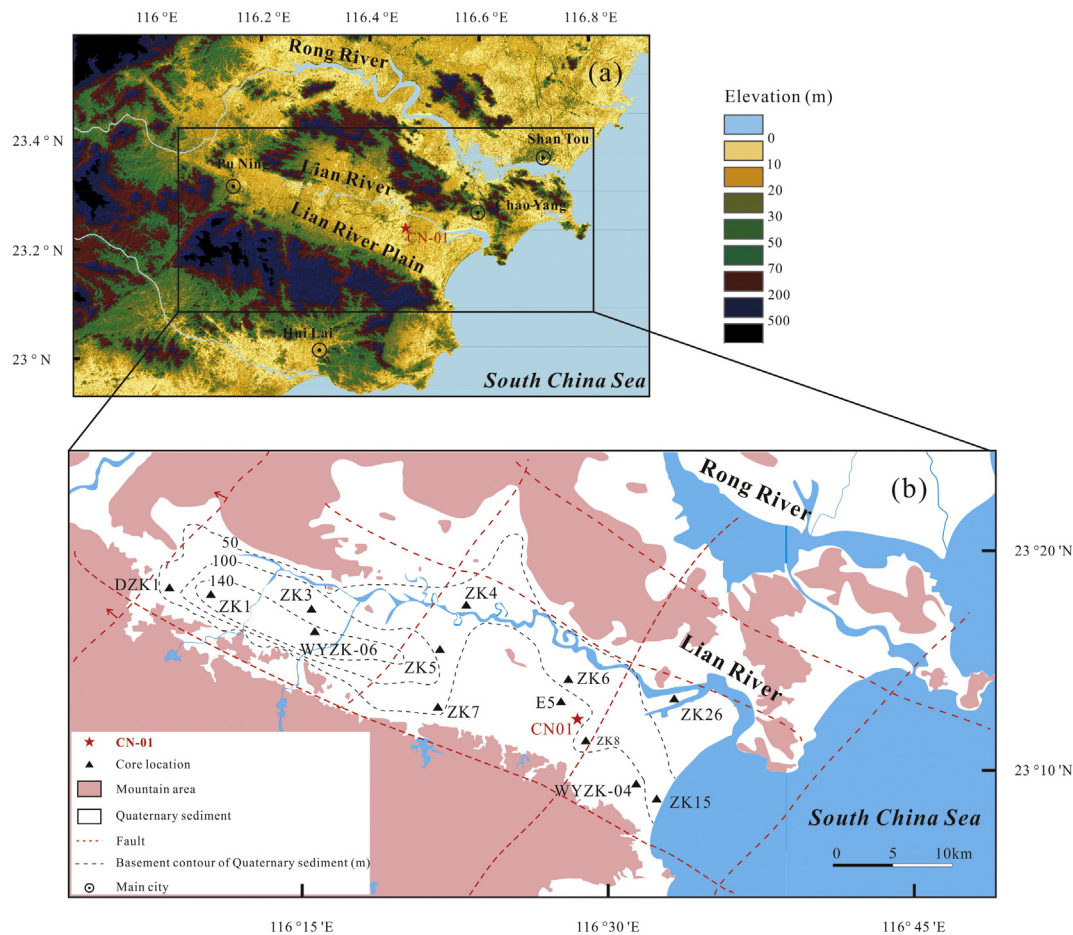 116 °E
116.2
116.4
116.6
116.8
23.4
23.2
23 ° N
Rong River
(a)
Shan Tou
Pu Ning
Lian River
Chao Yang
CN-01
Lian River Plain
Hui Lai
South China Sea
Elevation (m)
0
10
20
30
50
70
200
500
(b)
Rong River
50
100
140
DZK1
ZK1
ZK3
ZK4
WYZK-06
ZK5
ZK6
Lian River
ZK7
E5
ZK26
CN01
ZK8
WYZK-04
ZK15
23 °20 'N
23 °10 'N
South China Sea
0 5 10km
CN-01
Core location
Mountain area
Quaternary sediment
Fault
Basement contour of Quaternary sediment (m)
Main city
116 °15 'E
116 °30 'E
116 °45 'E